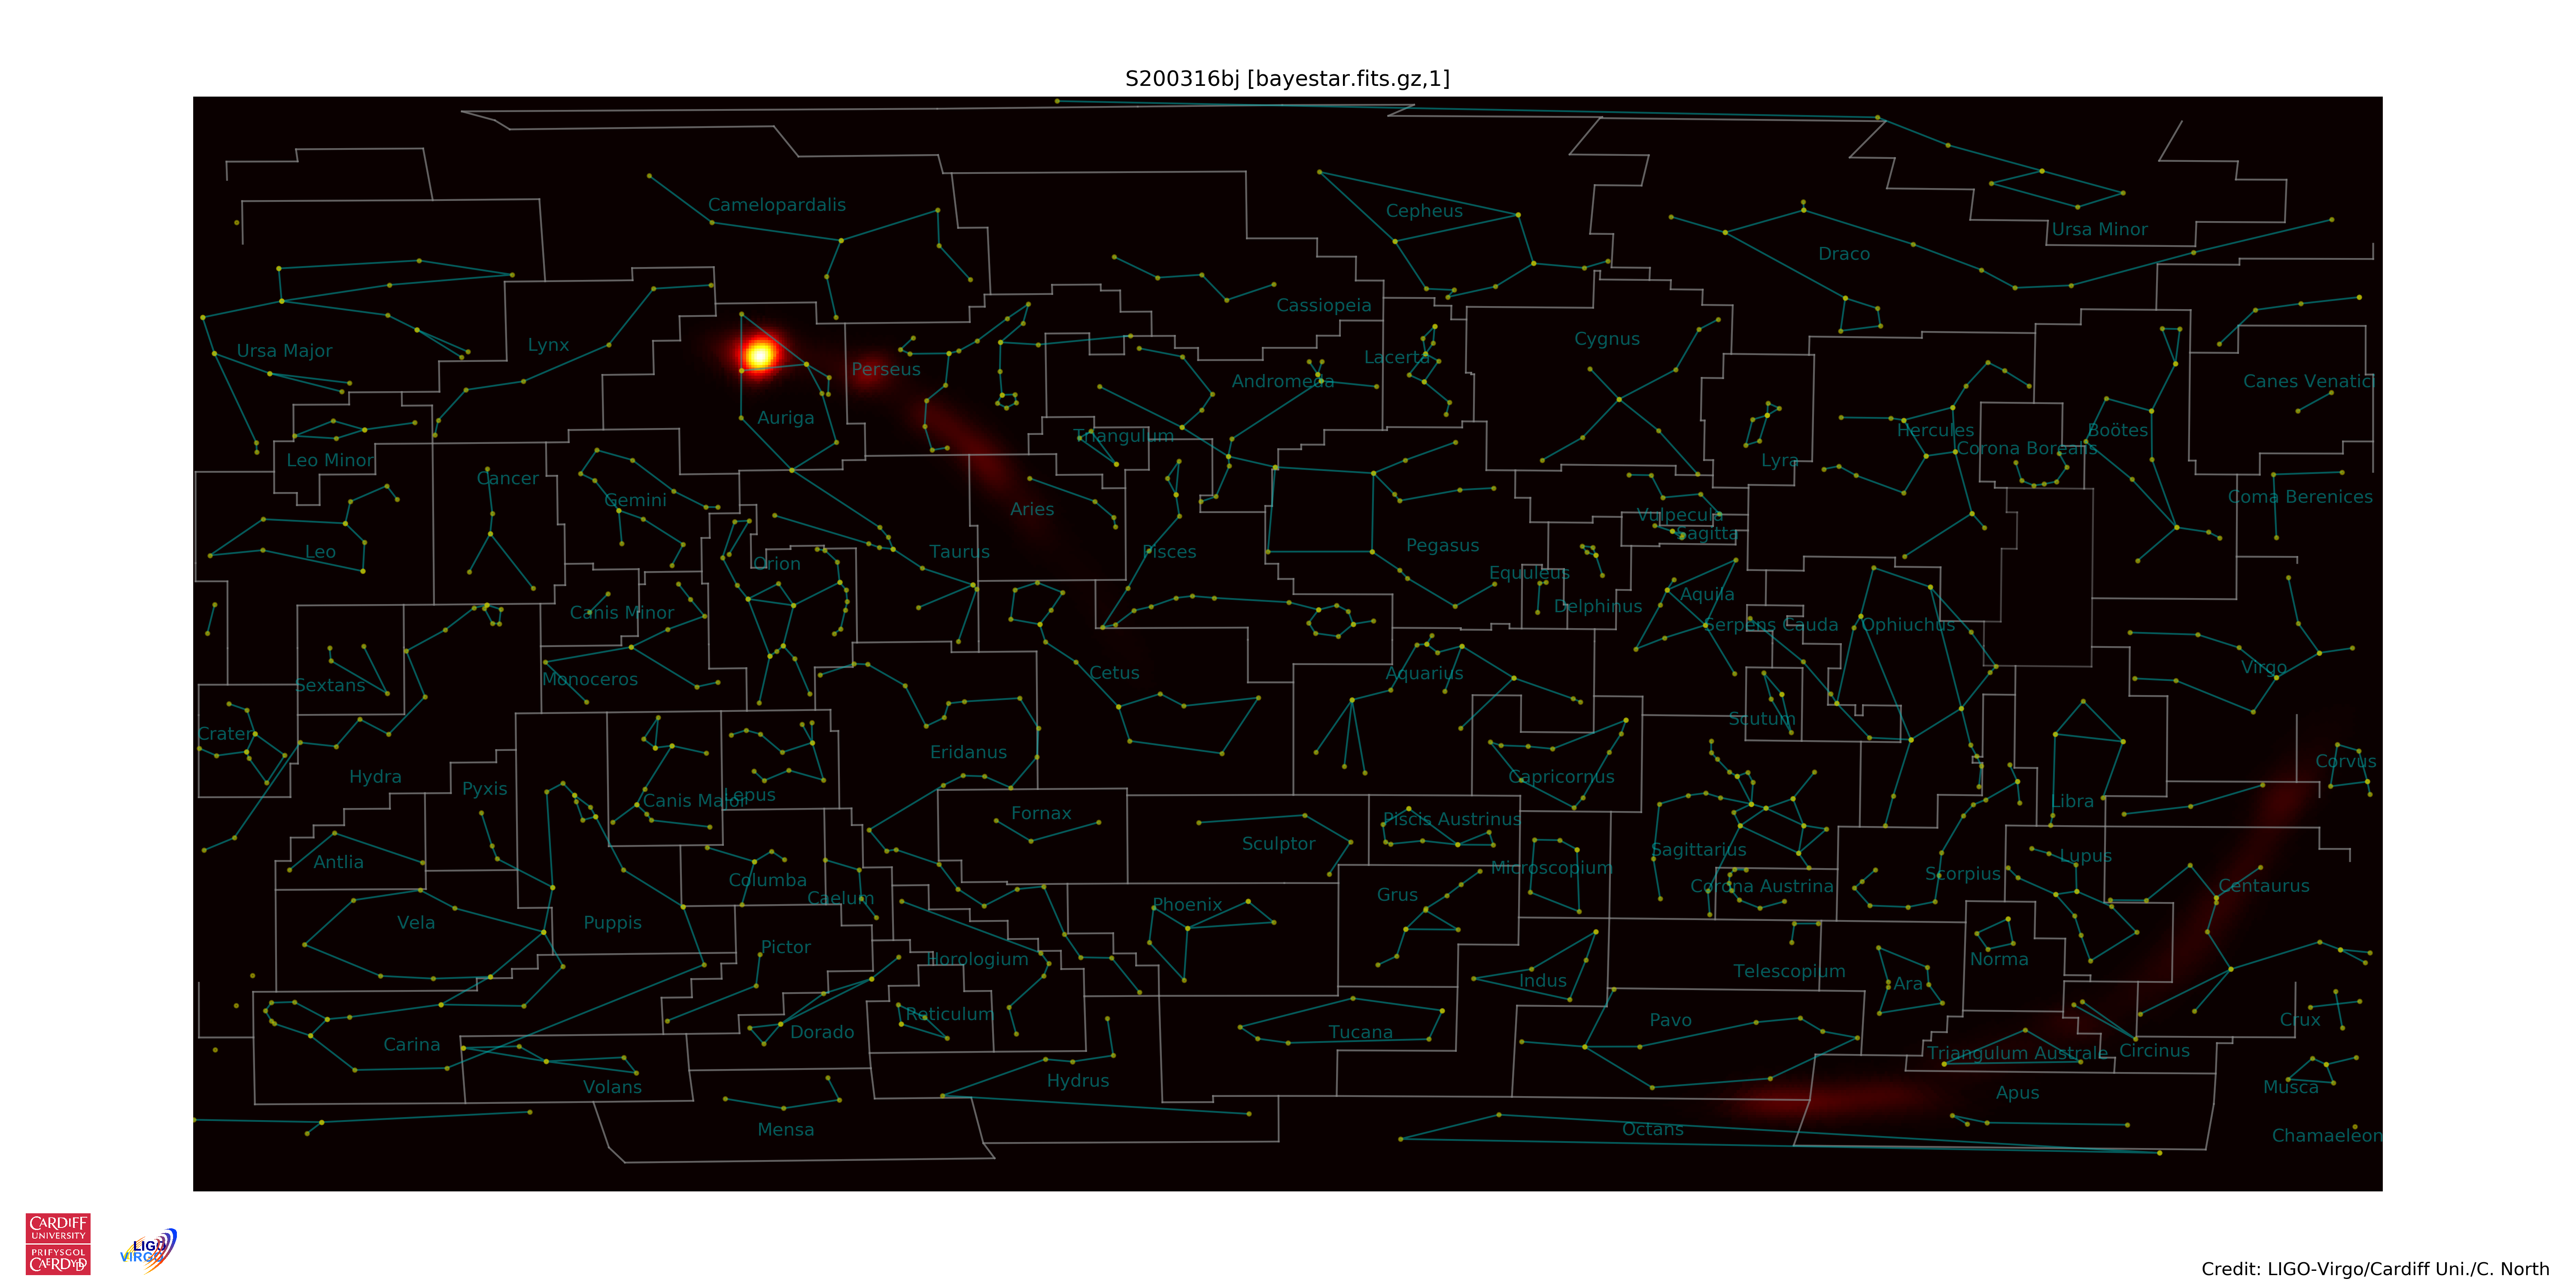 S200316bj [bayestar.fits.gz,1]
Camelopardalis
Cepheus
Ursa Minor
Draco
Cassiopeia
Ursa Major
Lynx
Perseus
Andromeda
Lacerta
Cygnus
Canes Venatici
Auriga
Triangulum
Hercules
Boötes
Corona Borealis
Leo Minor
Lyra
Cancer
Gemini
Aries
Coma Berenices
Vulpecula
Sagitta
Leo
Orion
Taurus
Pisces
Pegasus
Equuleus
Canis Minor
Delphinus
Aquila
Serpens Cauda
Ophiuchus
Sextans
Monoceros
Cetus
Aquarius
Virgo
Crater
Scutum
Hydra
Eridanus
Capricornus
Corvus
Pyxis
Canis Major
Lepus
Fornax
Piscis Austrinus
Libra
Antlia
Sculptor
Sagittarius
Lupus
Columba
Caelum
Microscopium
Corona Austrina
Scorpius
Centaurus
Vela
Puppis
Phoenix
Grus
Pictor
Horologium
Indus
Telescopium
Norma
Ara
Carina
Dorado
Reticulum
Tucana
Pavo
Triangulum Australe
Circinus
Crux
Volans
Hydrus
Apus
Musca
Mensa
Octans
Chamaeleon
CARDIFF
UNIVERSITY
PRIFYSGOL
CAERDYDD
LIGO
VIRGO
Credit: LIGO-Virgo/Cardiff Uni./C. North